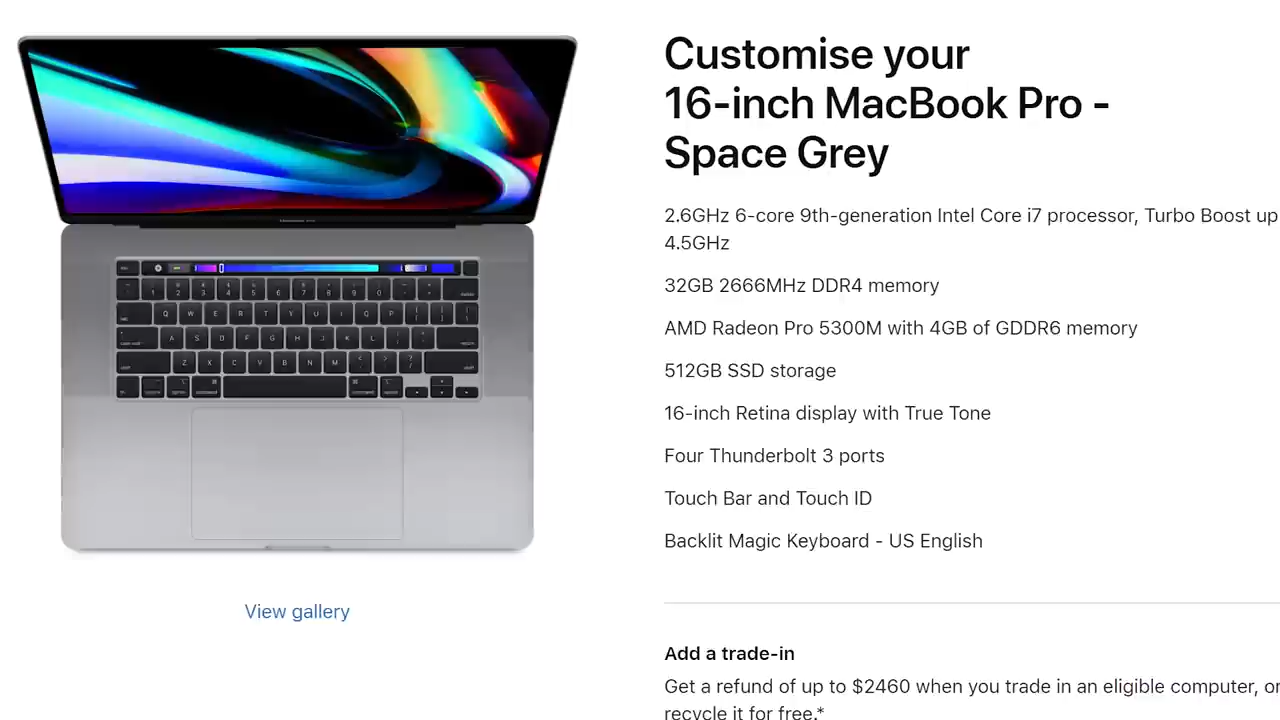 Customise your
16-inch MacBook Pro -
Space Grey
2.6GHz 6-core 9th-generation Intel Core i7 processor, Turbo Boost up
4.5GHz
32GB 2666MHz DDR4 memory
AMD Radeon Pro 5300M with 4GB of GDDR6 memory
512GB SSD storage
16-inch Retina display with True Tone
Four Thunderbolt 3 ports
Touch Bar and Touch ID
Backlit Magic Keyboard - US English
View gallery
Add a trade-in
Get a refund of up to $2460 when you trade in an eligible computer, or
recycle it for free.*